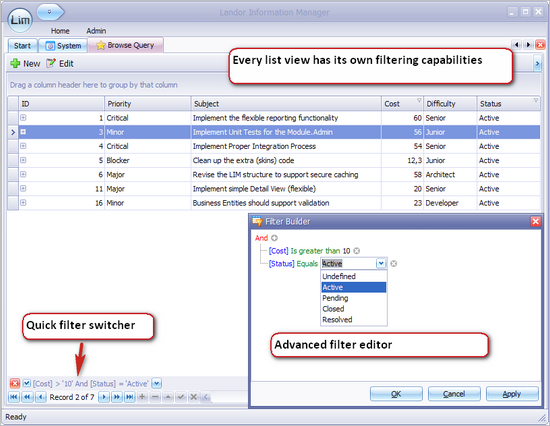 Landor Information Manager
Lim
Home Admin
Start System Browse Query
New Edit
Every list view has its own filtering capabilities
Drag a column header here to group by that column
ID Priority Subject Cost Difficulty Status
1 Critical Implement the flexible reporting functionality 60 Senior Active
3 Minor Implement Unit Tests for the Module.Admin 56 Junior Active
4 Critical Implement Proper Integration Process 54 Senior Active
5 Blocker Clean up the extra (skins) code 12,3 Junior Active
6 Major Revise the LIM structure to support secure caching 58 Architect Active
11 Major Implement simple Detail View (flexible) 20 Senior Active
16 Minor Business Entities should support validation 23 Developer Active
Filter Builder
And
[Cost] Is greater than 10
[Status] Equals Active
Undefined
Active
Pending
Closed
Resolved
Quick filter switcher
Advanced filter editor
[Cost] > '10' And [Status] = 'Active'
OK Cancel Apply
Record 2 of 7
Ready